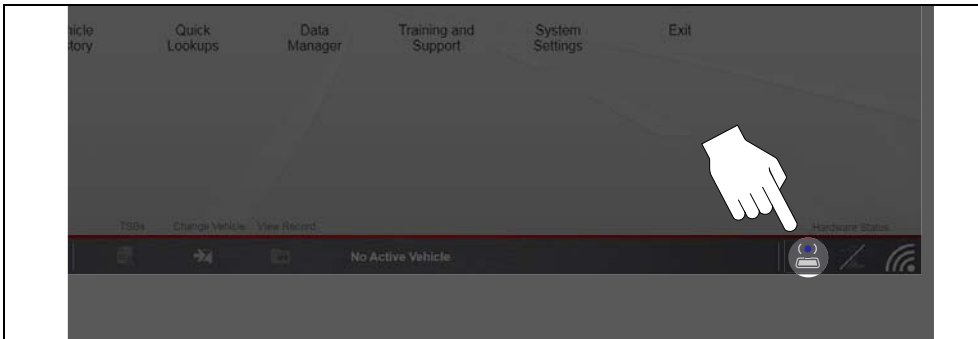 hicle
tory
Quick
Lookups
Data
Manager
Training and
Support
System
Settings
Exit
TSBs
Change Vehicle
View Record
Hardware Status
No Active Vehicle